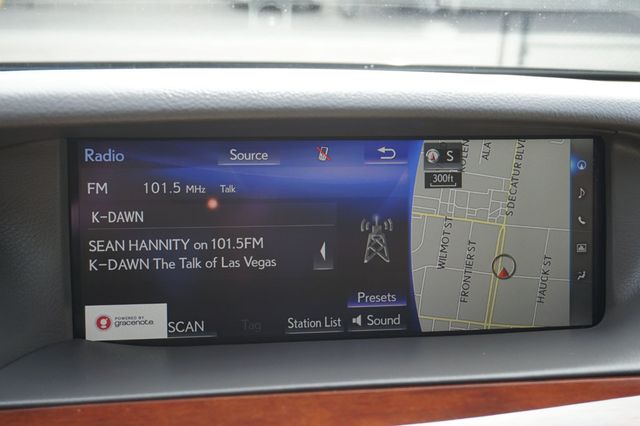 Radio
Source
FM 101.5 MHz Talk
K-DAWN
SEAN HANNITY on 101.5FM
K-DAWN The Talk of Las Vegas
Presets
POWERED BY
gracenote.
SCAN
Tag
Station List
Sound
S
300ft
S DECATUR BLVD
WILMOT ST
FRONTIER ST
HAUCK ST